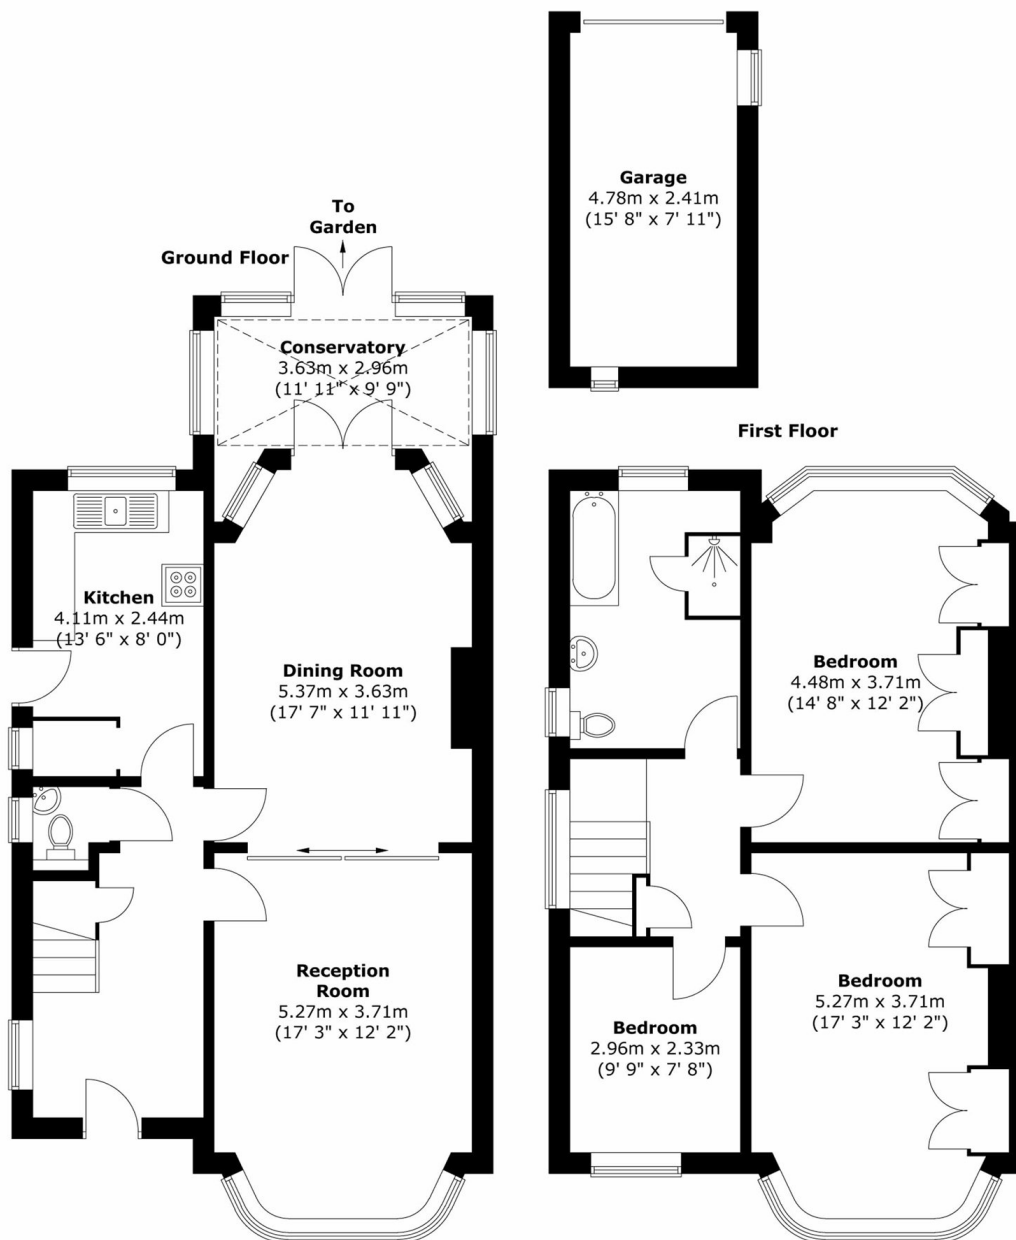 Garage
4.78m x 2.41m
(15' 8" x 7' 11")
To
Garden
Ground Floor
Conservatory
3.63m x 2.96m
(11' 11" x 9' 9")
First Floor
Kitchen
4.11m x 2.44m
(13' 6" x 8' 0")
Dining Room
5.37m x 3.63m
(17' 7" x 11' 11")
Bedroom
4.48m x 3.71m
(14' 8" x 12' 2")
Reception
Room
5.27m x 3.71m
(17' 3" x 12' 2")
Bedroom
5.27m x 3.71m
(17' 3" x 12' 2")
Bedroom
2.96m x 2.33m
(9' 9" x 7' 8")